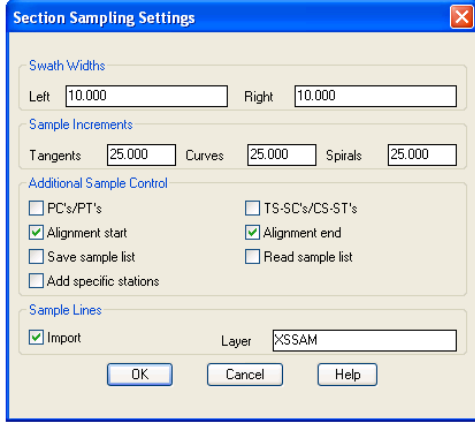 Section Sampling Settings
Swath Widths
Left 10.000 Right 10.000
Sample Increments
Tangents 25.000 Curves 25.000 Spirals 25.000
Additional Sample Control
PC's/PT's TS-SC's/CS-ST's
Alignment start Alignment end
Save sample list Read sample list
Add specific stations
Sample Lines
Import Layer XSSAM
OK Cancel Help